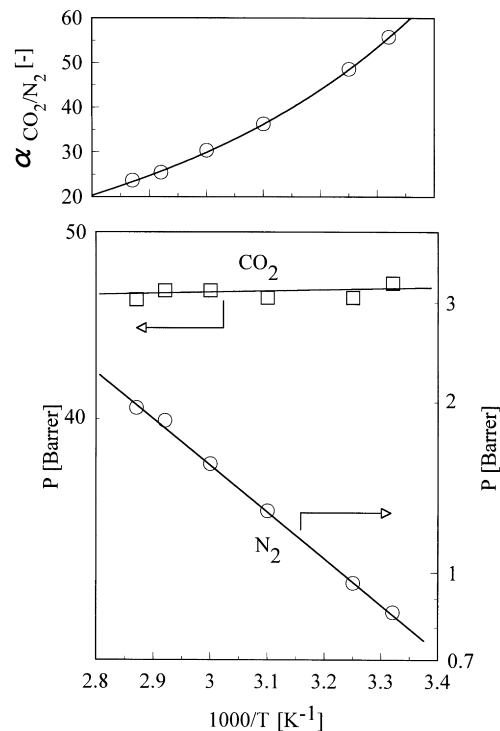 60
50
40
30
20
α CO2/N2 [-]
50
40
P [Barrer]
CO2
N2
3
2
1
0.7
P [Barrer]
2.8 2.9 3 3.1 3.2 3.3 3.4
1000/T [K-1]